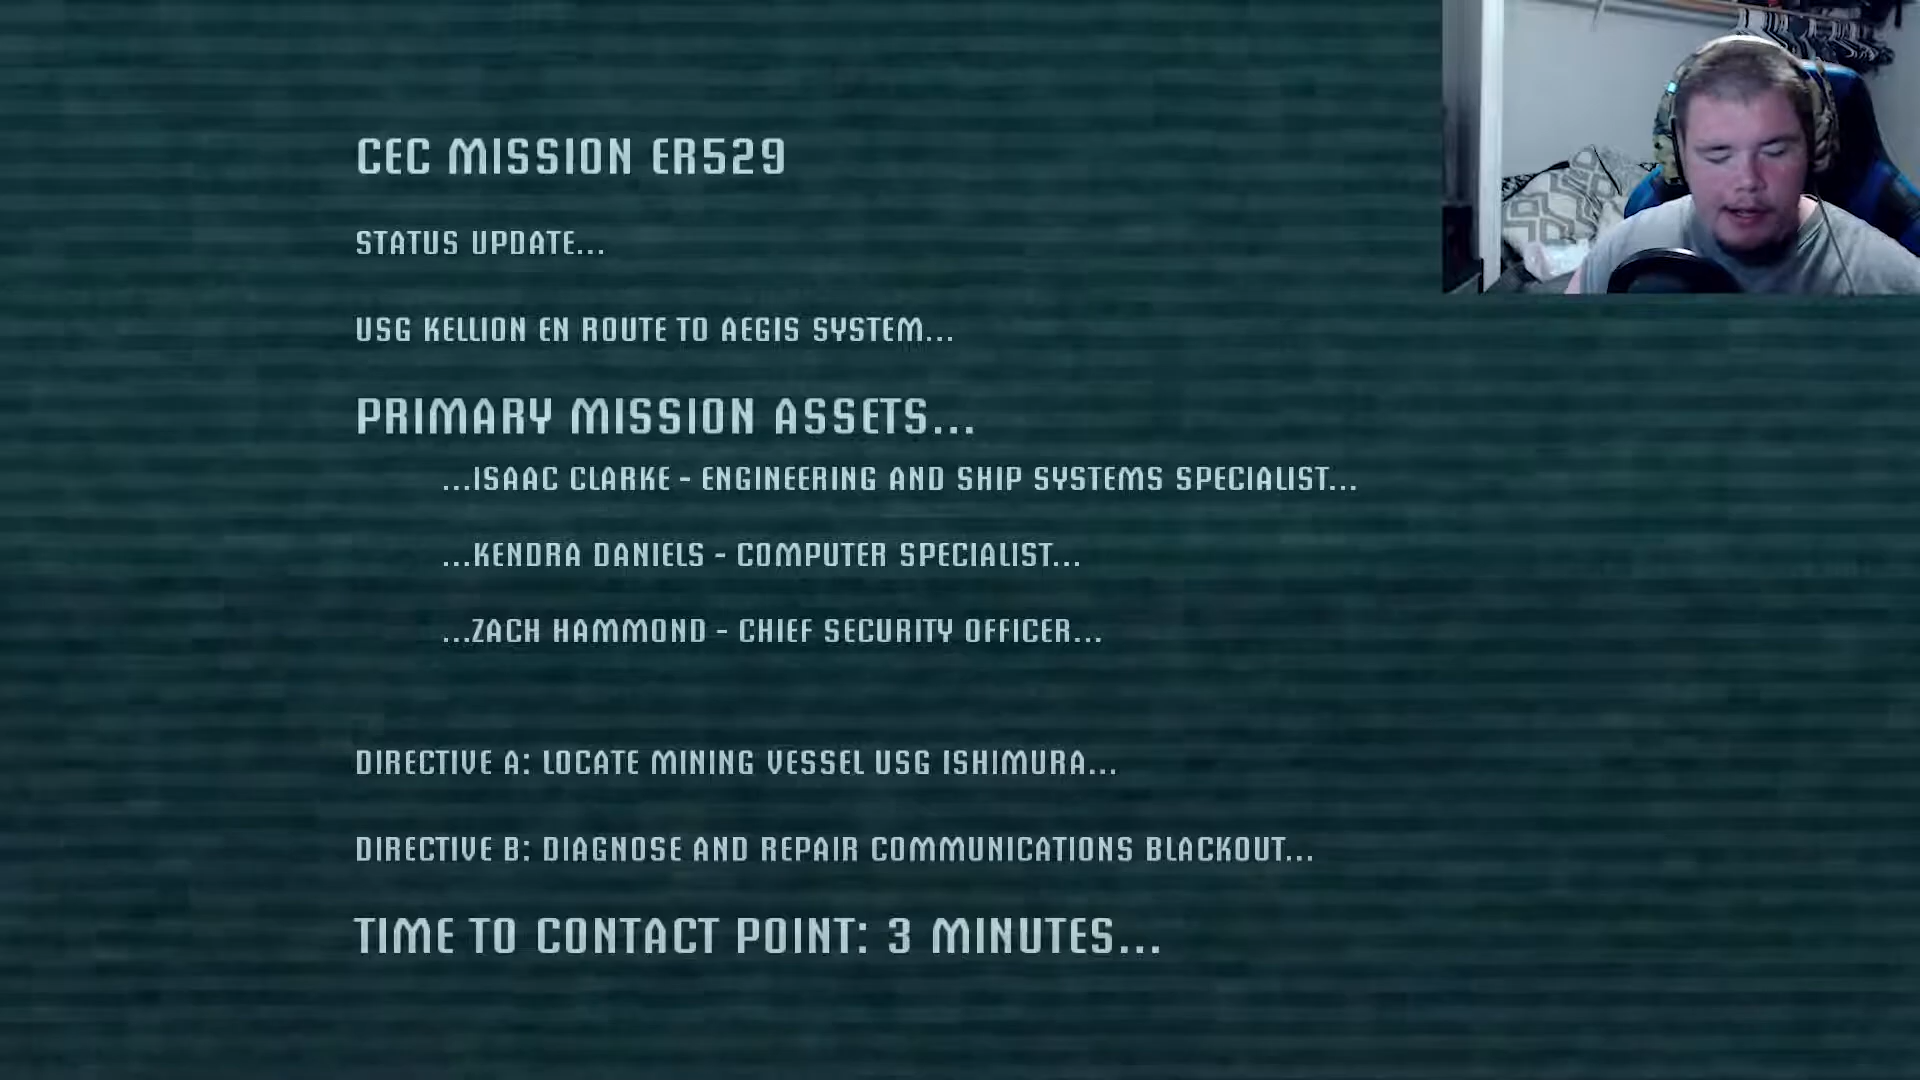 CEC MISSION ER529
STATUS UPDATE...
USG KELLION EN ROUTE TO AEGIS SYSTEM...
PRIMARY MISSION ASSETS...
...ISAAC CLARKE - ENGINEERING AND SHIP SYSTEMS SPECIALIST...
...KENDRA DANIELS - COMPUTER SPECIALIST...
...ZACH HAMMOND - CHIEF SECURITY OFFICER...
DIRECTIVE A: LOCATE MINING VESSEL USG ISHIMURA...
DIRECTIVE B: DIAGNOSE AND REPAIR COMMUNICATIONS BLACKOUT...
TIME TO CONTACT POINT: 3 MINUTES...